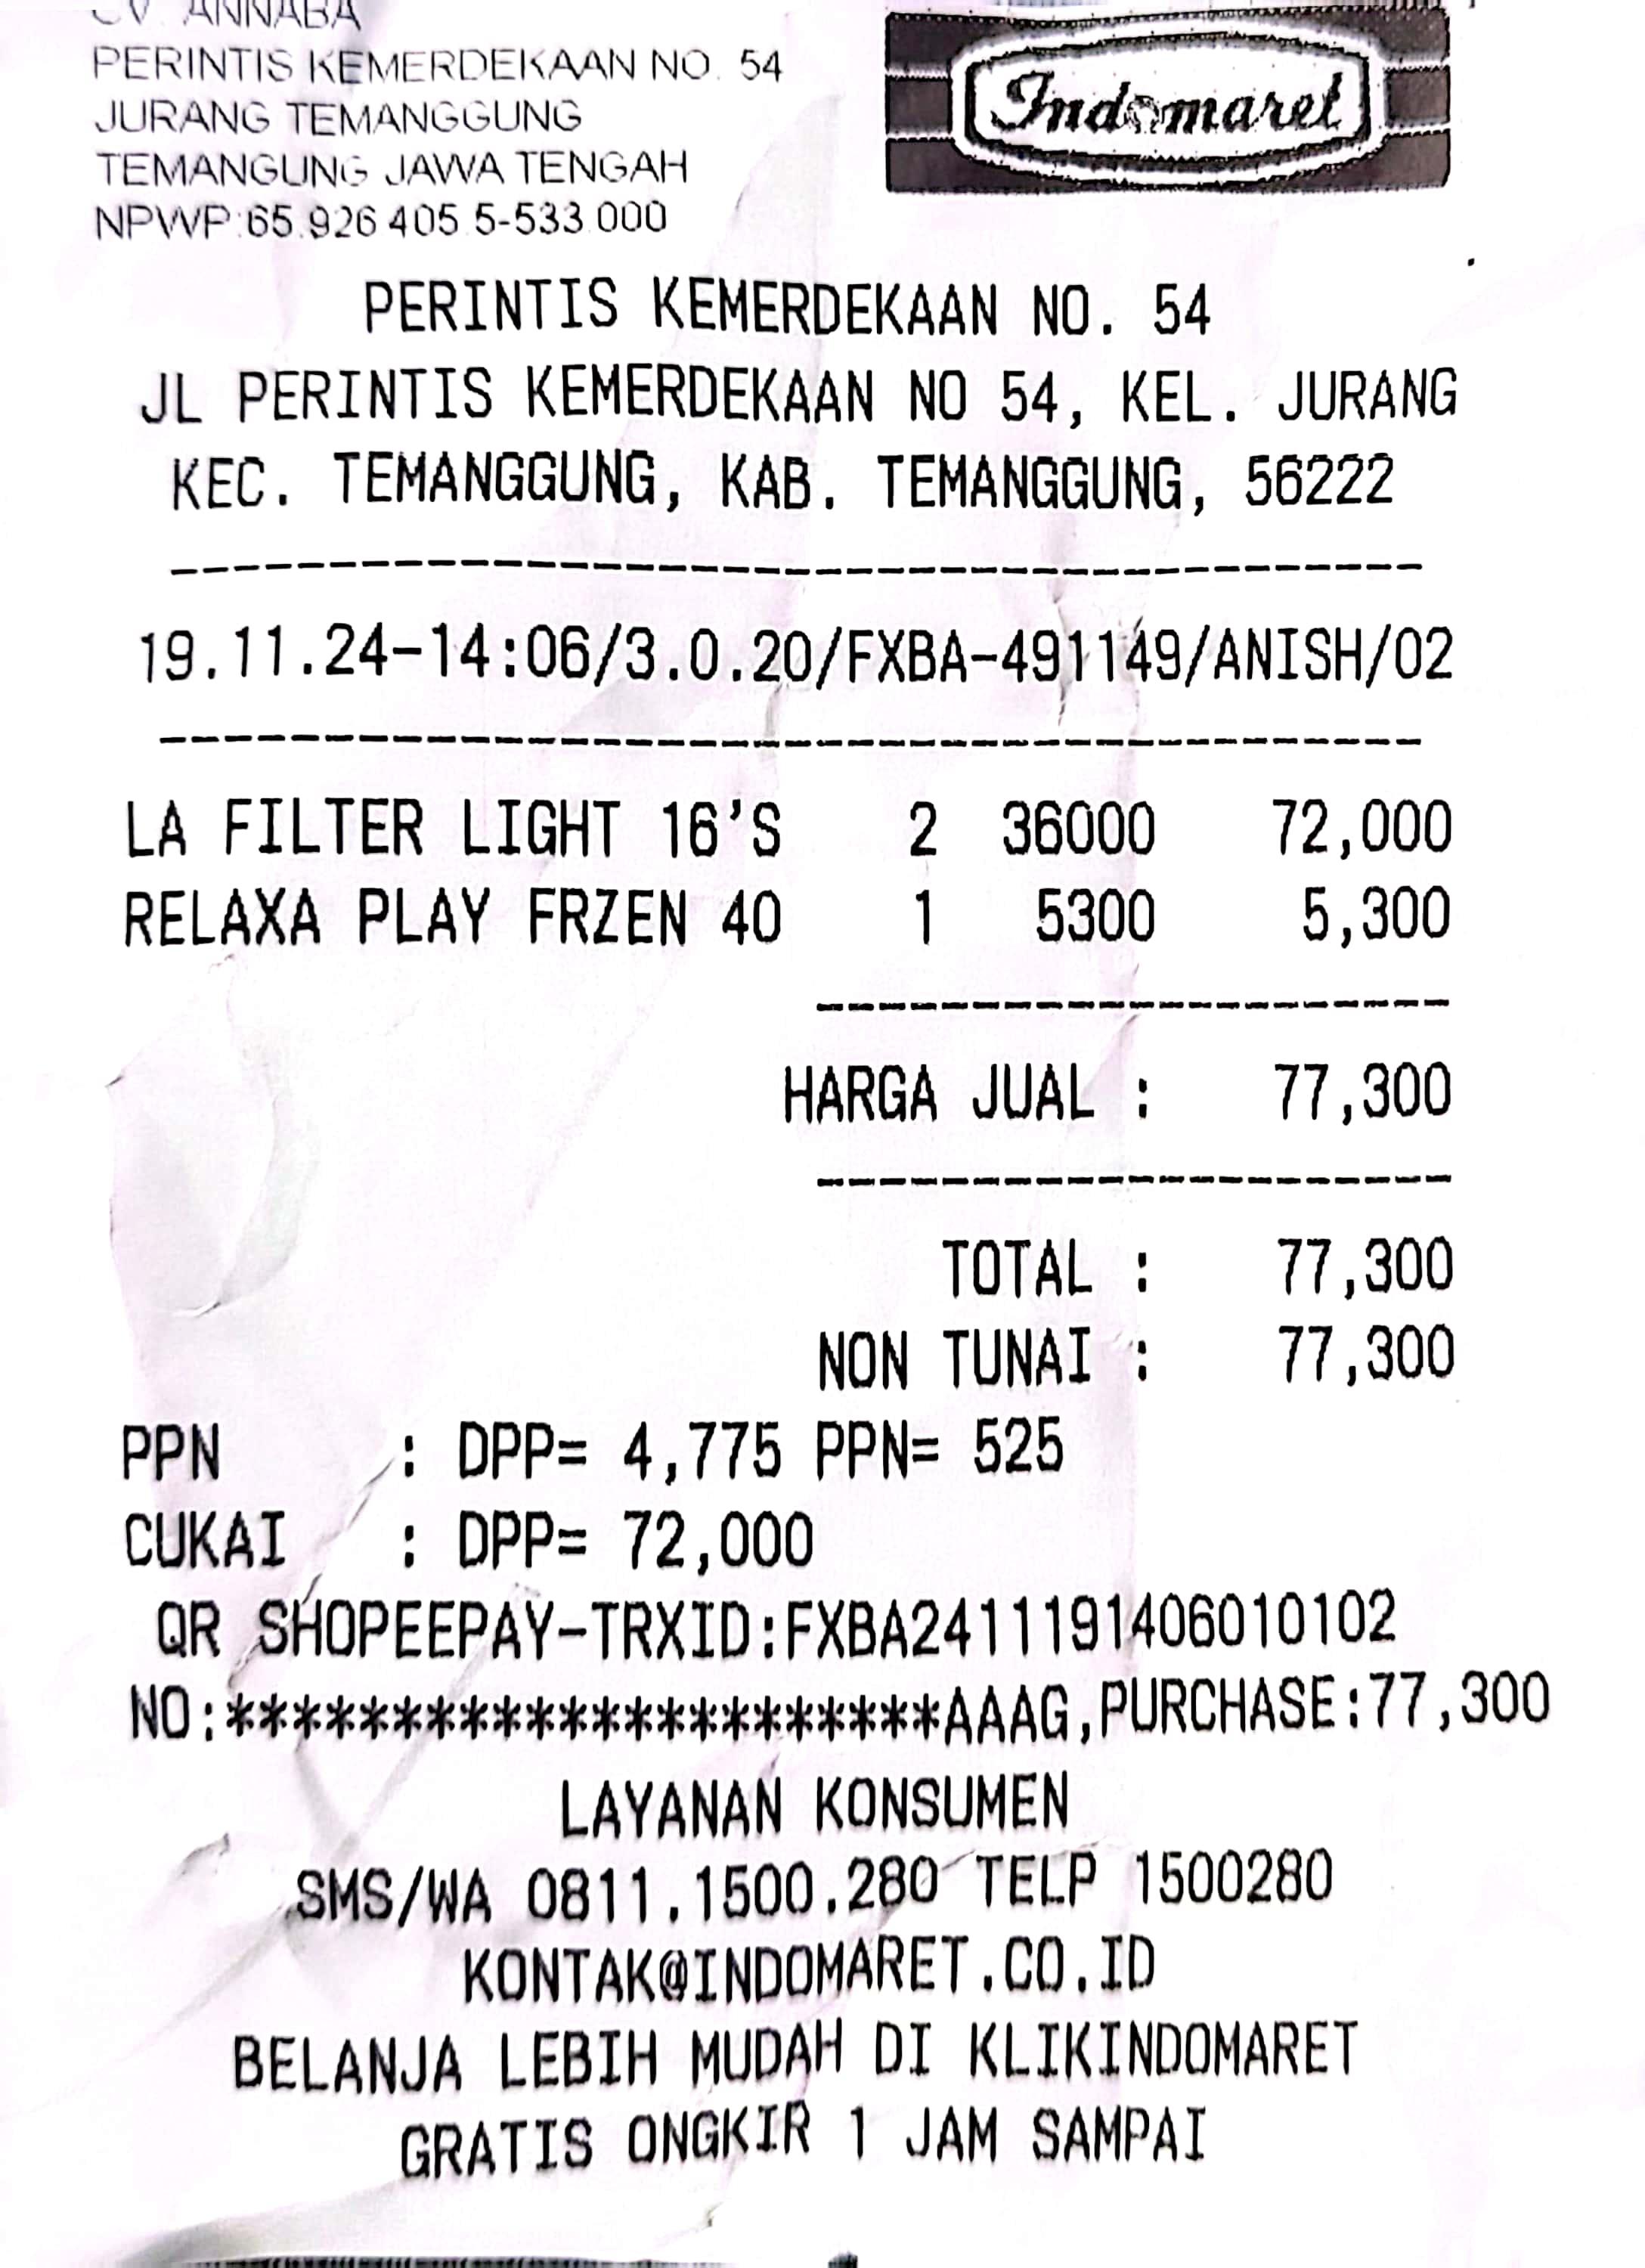 CV. ANNABA
PERINTIS KEMERDEKAAN NO. 54
JURANG TEMANGGUNG
TEMANGUNG JAWA TENGAH
NPWP:65.926.405.5-533.000
Indomaret
PERINTIS KEMERDEKAAN NO. 54
JL PERINTIS KEMERDEKAAN NO 54, KEL. JURANG
KEC. TEMANGGUNG, KAB. TEMANGGUNG, 56222
----------------------------------------
19.11.24-14:06/3.0.20/FXBA-491149/ANISH/02
----------------------------------------
LA FILTER LIGHT 16'S 2 36000 72,000
RELAXA PLAY FRZEN 40 1 5300 5,300
--------------------
HARGA JUAL : 77,300
--------------------
TOTAL : 77,300
NON TUNAI : 77,300
PPN : DPP= 4,775 PPN= 525
CUKAI : DPP= 72,000
QR SHOPEEPAY-TRXID:FXBA2411191406010102
NO:**********************AAAG,PURCHASE:77,300
LAYANAN KONSUMEN
SMS/WA 0811.1500.280 TELP 1500280
KONTAK@INDOMARET.CO.ID
BELANJA LEBIH MUDAH DI KLIKINDOMARET
GRATIS ONGKIR 1 JAM SAMPAI